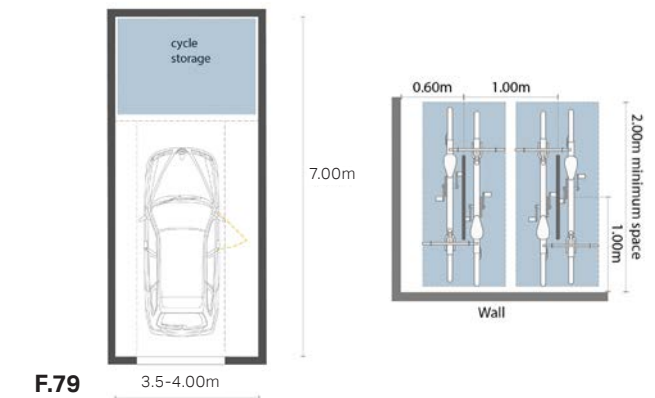 cycle
storage
7.00m
F.79
3.5-4.00m
0.60m
1.00m
2.00m minimum space
1.00m
Wall